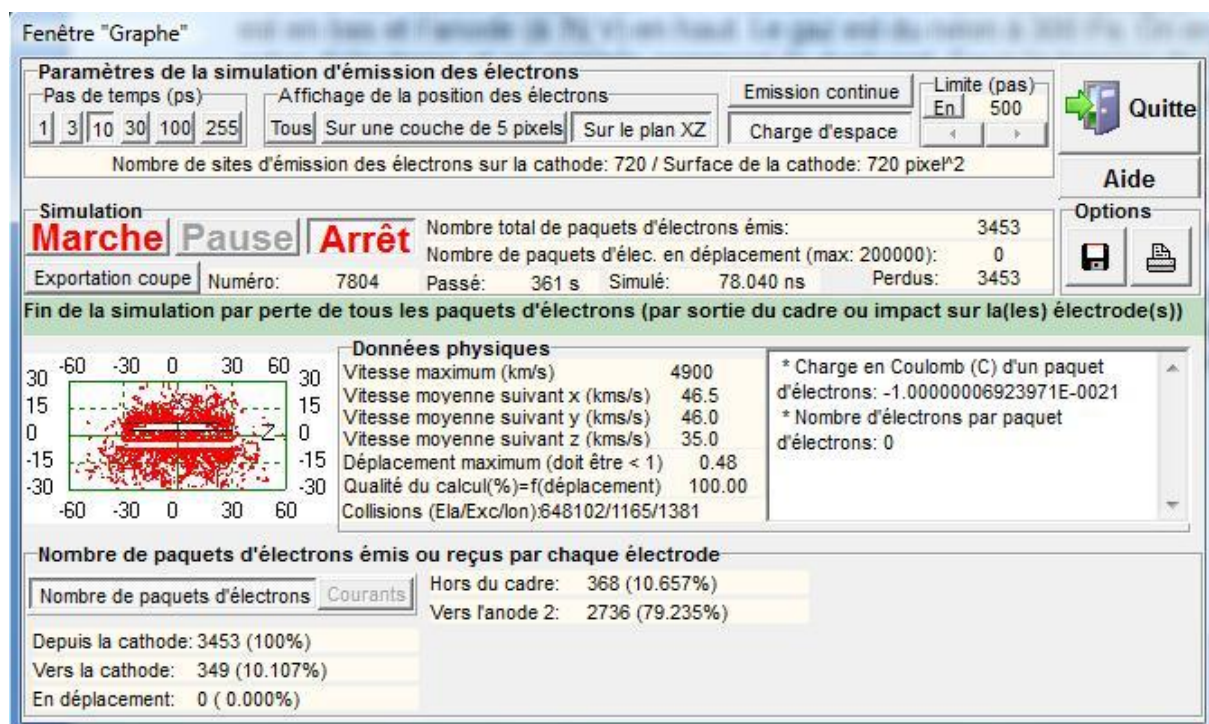 Fenêtre "Graphe"
Paramètres de la simulation d'émission des électrons
Pas de temps (ps)
1 3 10 30 100 255
Affichage de la position des électrons
Tous Sur une couche de 5 pixels Sur le plan XZ
Emission continue
Charge d'espace
Limite (pas)
En 500
Quitte
Nombre de sites d'émission des électrons sur la cathode: 720 / Surface de la cathode: 720 pixel^2
Aide
Simulation
Marche Pause Arrêt
Nombre total de paquets d'électrons émis: 3453
Nombre de paquets d'élec. en déplacement (max: 200000): 0
Exportation coupe Numéro: 7804 Passé: 361 s Simulé: 78.040 ns Perdus: 3453
Options
Fin de la simulation par perte de tous les paquets d'électrons (par sortie du cadre ou impact sur la(les) électrode(s))
-60 -30 0 30 60
30 30
15 15
0 Z 0
-15 -15
-30 -30
-60 -30 0 30 60
Données physiques
Vitesse maximum (km/s) 4900
Vitesse moyenne suivant x (kms/s) 46.5
Vitesse moyenne suivant y (kms/s) 46.0
Vitesse moyenne suivant z (kms/s) 35.0
Déplacement maximum (doit être < 1) 0.48
Qualité du calcul(%)=f(déplacement) 100.00
Collisions (Ela/Exc/Ion):648102/1165/1381
* Charge en Coulomb (C) d'un paquet
d'électrons: -1.00000006923971E-0021
* Nombre d'électrons par paquet
d'électrons: 0
Nombre de paquets d'électrons émis ou reçus par chaque électrode
Nombre de paquets d'électrons Courants
Hors du cadre: 368 (10.657%)
Vers l'anode 2: 2736 (79.235%)
Depuis la cathode: 3453 (100%)
Vers la cathode: 349 (10.107%)
En déplacement: 0 ( 0.000%)